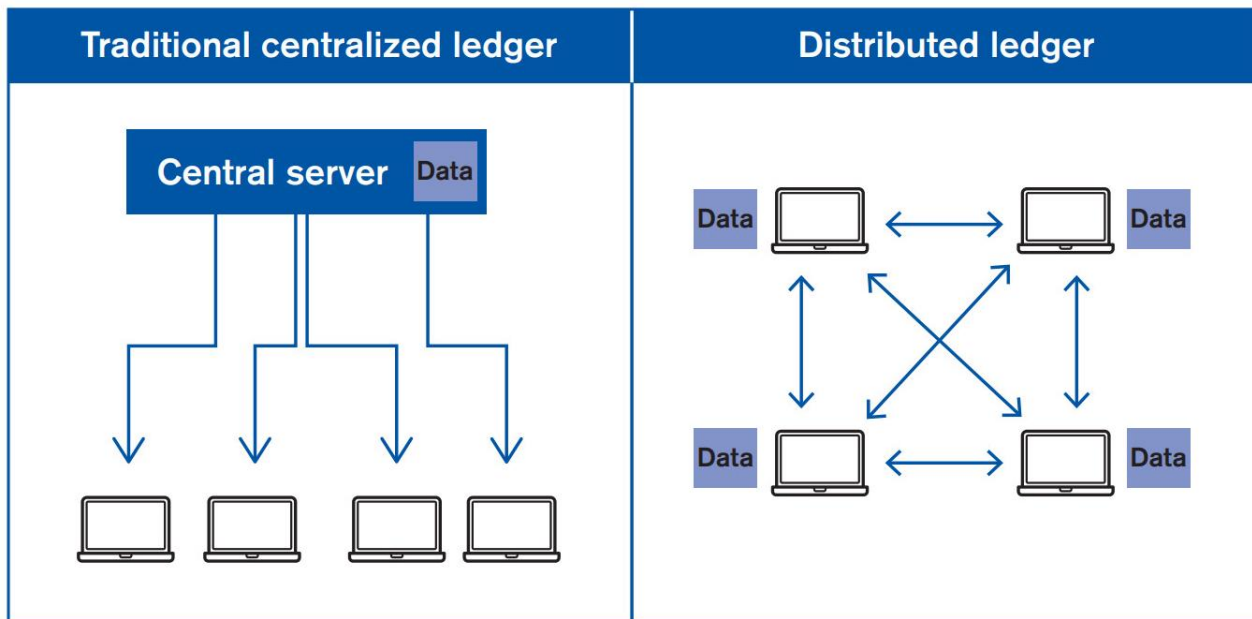 Traditional centralized ledger
Distributed ledger
Central server
Data
Data
Data
Data
Data